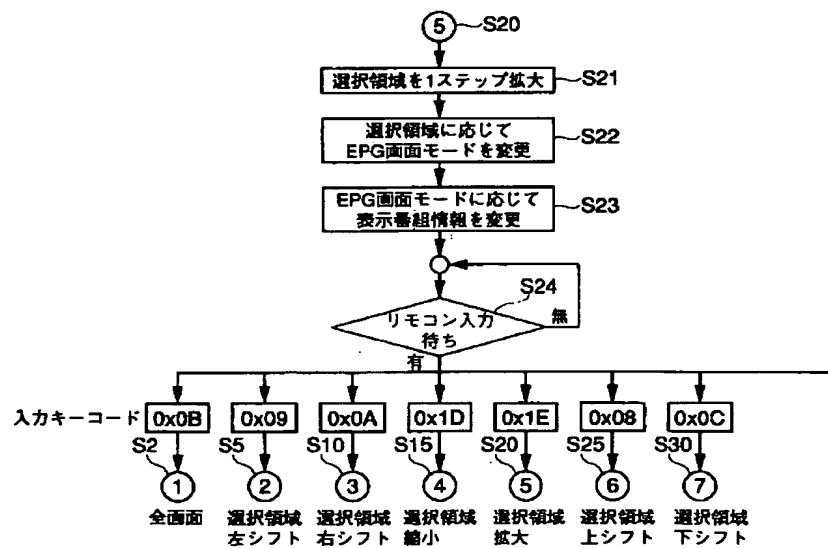 5 S20
選択領域を1ステップ拡大 S21
選択領域に応じて
EPG画面モードを変更 S22
EPG画面モードに応じて
表示番組情報を変更 S23
S24
リモコン入力
待ち
無
有
入力キーコード 0x0B 0x09 0x0A 0x1D 0x1E 0x08 0x0C
S2 S5 S10 S15 S20 S25 S30
1 2 3 4 5 6 7
全画面 選択領域 選択領域 選択領域 選択領域 選択領域 選択領域
左シフト 右シフト 縮小 拡大 上シフト 下シフト